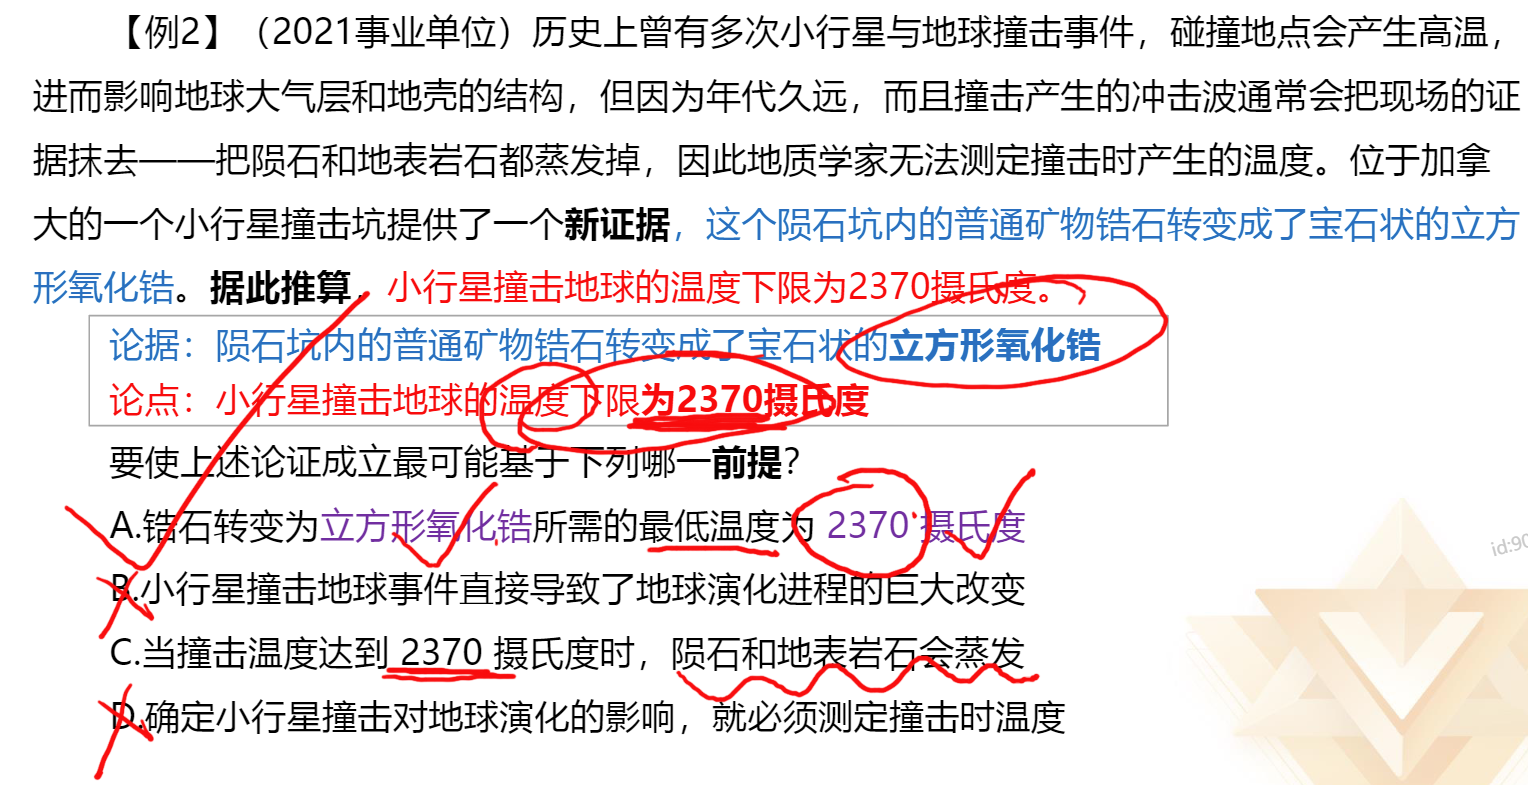 【例2】（2021事业单位）历史上曾有多次小行星与地球撞击事件，碰撞地点会产生高温，
进而影响地球大气层和地壳的结构，但因为年代久远，而且撞击产生的冲击波通常会把现场的证
据抹去——把陨石和地表岩石都蒸发掉，因此地质学家无法测定撞击时产生的温度。位于加拿
大的一个小行星撞击坑提供了一个新证据，这个陨石坑内的普通矿物锆石转变成了宝石状的立方
形氧化锆。据此推算，小行星撞击地球的温度下限为2370摄氏度。
论据：陨石坑内的普通矿物锆石转变成了宝石状的立方形氧化锆
论点：小行星撞击地球的温度下限为2370摄氏度
要使上述论证成立最可能基于下列哪一前提？
A.锆石转变为立方形氧化锆所需的最低温度为 2370 摄氏度
B.小行星撞击地球事件直接导致了地球演化进程的巨大改变
C.当撞击温度达到 2370 摄氏度时，陨石和地表岩石会蒸发
D.确定小行星撞击对地球演化的影响，就必须测定撞击时温度
id:90